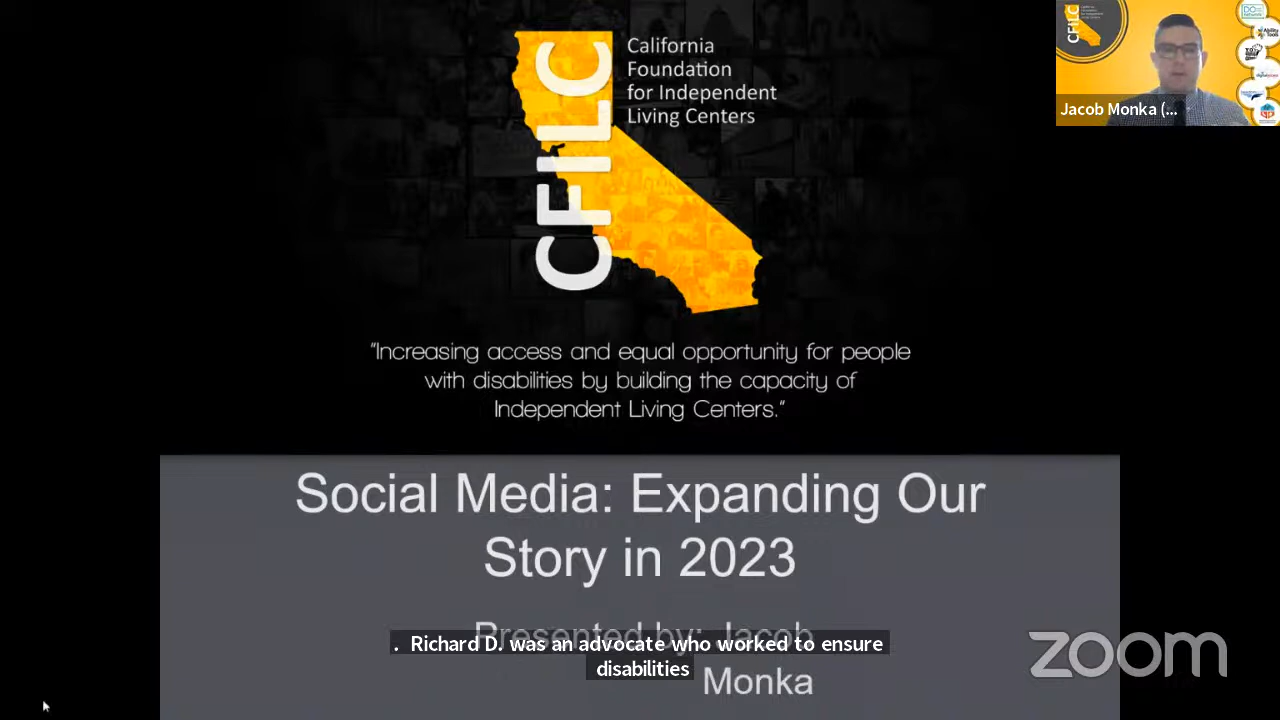 CFILC
California
Foundation
for Independent
Living Centers
"Increasing access and equal opportunity for people
with disabilities by building the capacity of
Independent Living Centers."
Social Media: Expanding Our
Story in 2023
Presented by: Jacob
Monka
. Richard D. was an advocate who worked to ensure
disabilities
CFILC
Jacob Monka (...
zoom